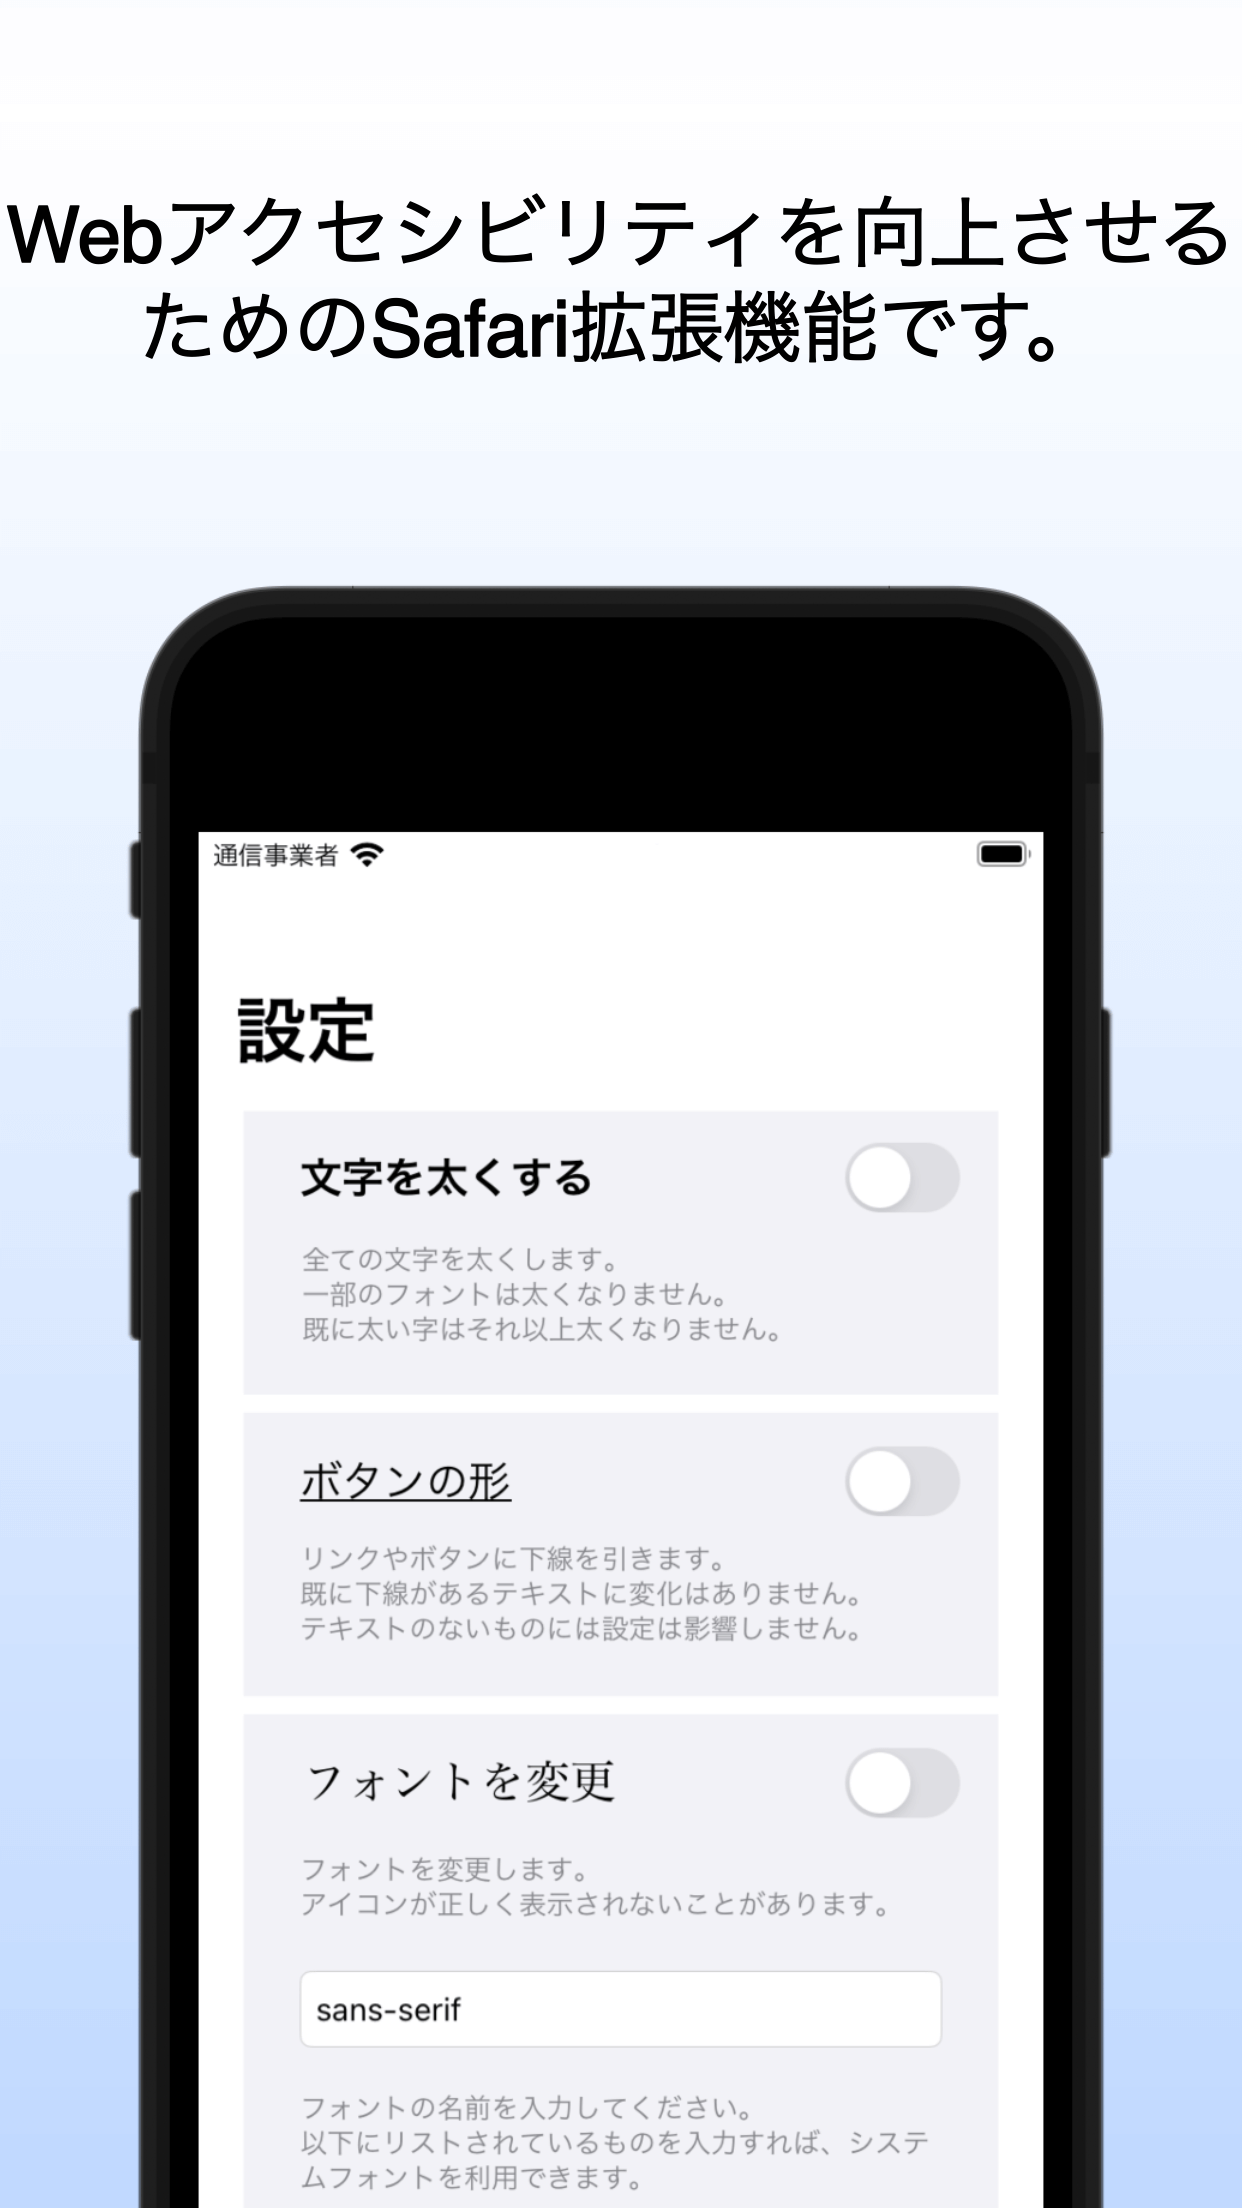 Webアクセシビリティを向上させる
ためのSafari拡張機能です。
通信事業者
設定
文字を太くする
全ての文字を太くします。
一部のフォントは太くなりません。
既に太い字はそれ以上太くなりません。
ボタンの形
リンクやボタンに下線を引きます。
既に下線があるテキストに変化はありません。
テキストのないものには設定は影響しません。
フォントを変更
フォントを変更します。
アイコンが正しく表示されないことがあります。
sans-serif
フォントの名前を入力してください。
以下にリストされているものを入力すれば、システ
ムフォントを利用できます。